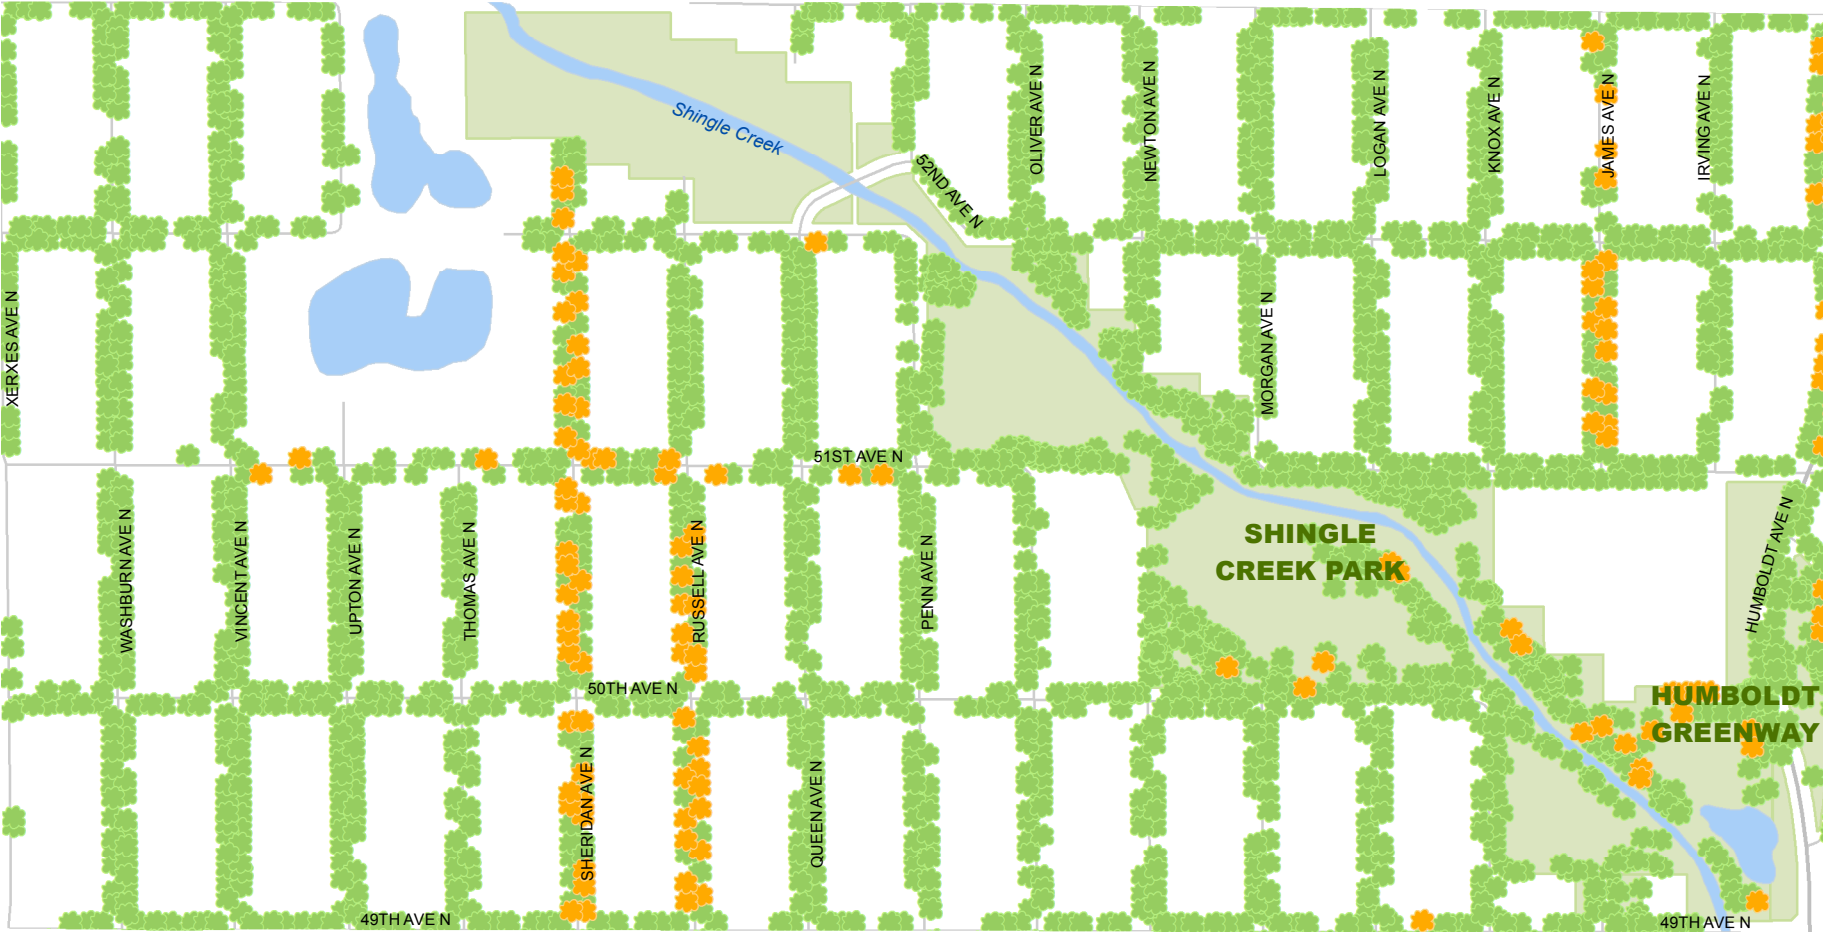 Shingle Creek
52ND AVE N
OLIVER AVE N
NEWTON AVE N
LOGAN AVE N
KNOX AVE N
JAMES AVE N
IRVING AVE N
XERXES AVE N
MORGAN AVE N
51ST AVE N
WASHBURN AVE N
VINCENT AVE N
UPTON AVE N
THOMAS AVE N
RUSSELL AVE N
PENN AVE N
SHINGLE
CREEK PARK
HUMBOLDT AVE N
50TH AVE N
HUMBOLDT
GREENWAY
SHERIDAN AVE N
QUEEN AVE N
49TH AVE N
49TH AVE N